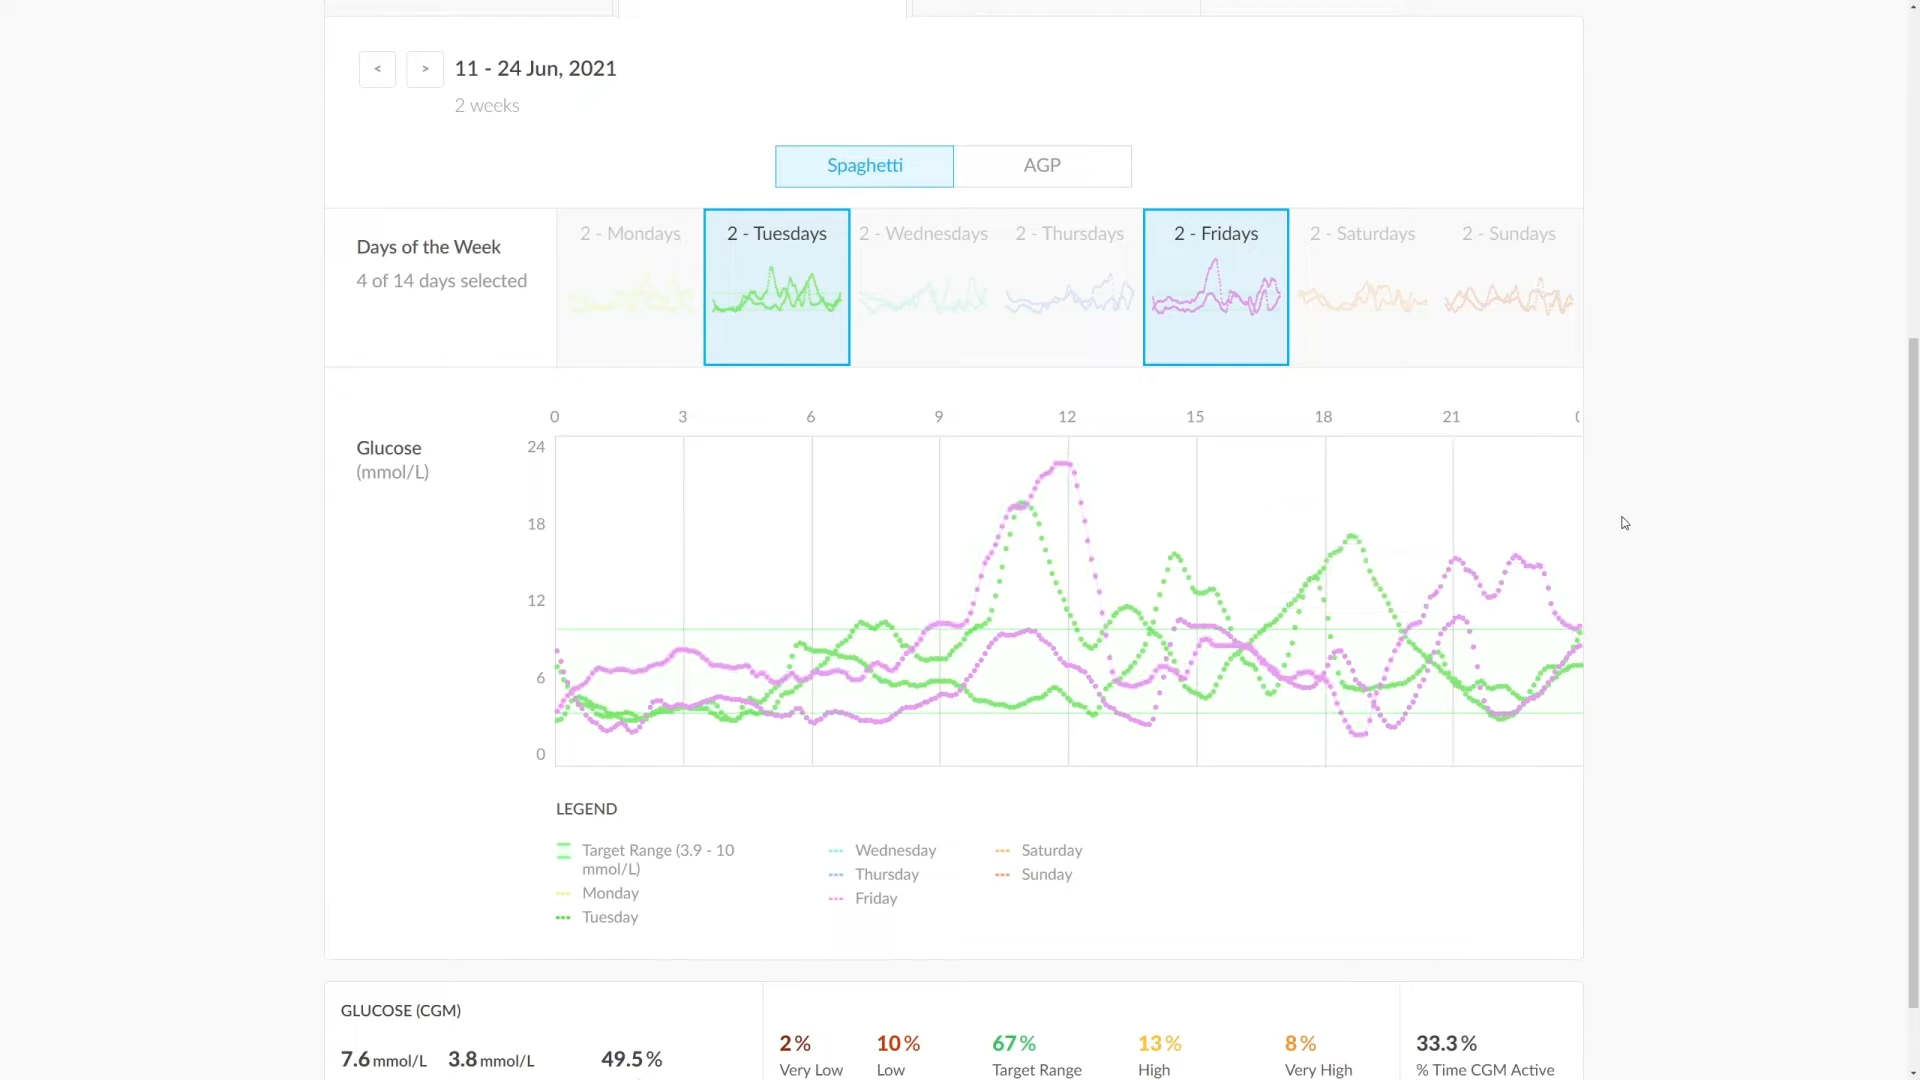 < > 11 - 24 Jun, 2021
2 weeks
Spaghetti AGP
Days of the Week
4 of 14 days selected
2 - Mondays 2 - Tuesdays 2 - Wednesdays 2 - Thursdays 2 - Fridays 2 - Saturdays 2 - Sundays
0 3 6 9 12 15 18 21
Glucose
(mmol/L)
24
18
12
6
0
LEGEND
Target Range (3.9 - 10
mmol/L)
Monday
Tuesday
Wednesday
Thursday
Friday
Saturday
Sunday
GLUCOSE (CGM)
7.6 mmol/L 3.8 mmol/L 49.5%
2% 10% 67% 13% 8% 33.3%
Very Low Low Target Range High Very High % Time CGM Active